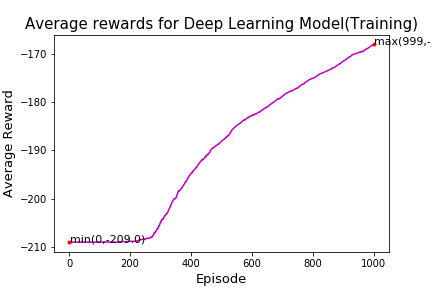 Average rewards for Deep Learning Model(Training)
max(999,-
−170
−180
−190
−200
−210
Average Reward
min(0,-209.0)
0
200
400
600
800
1000
Episode